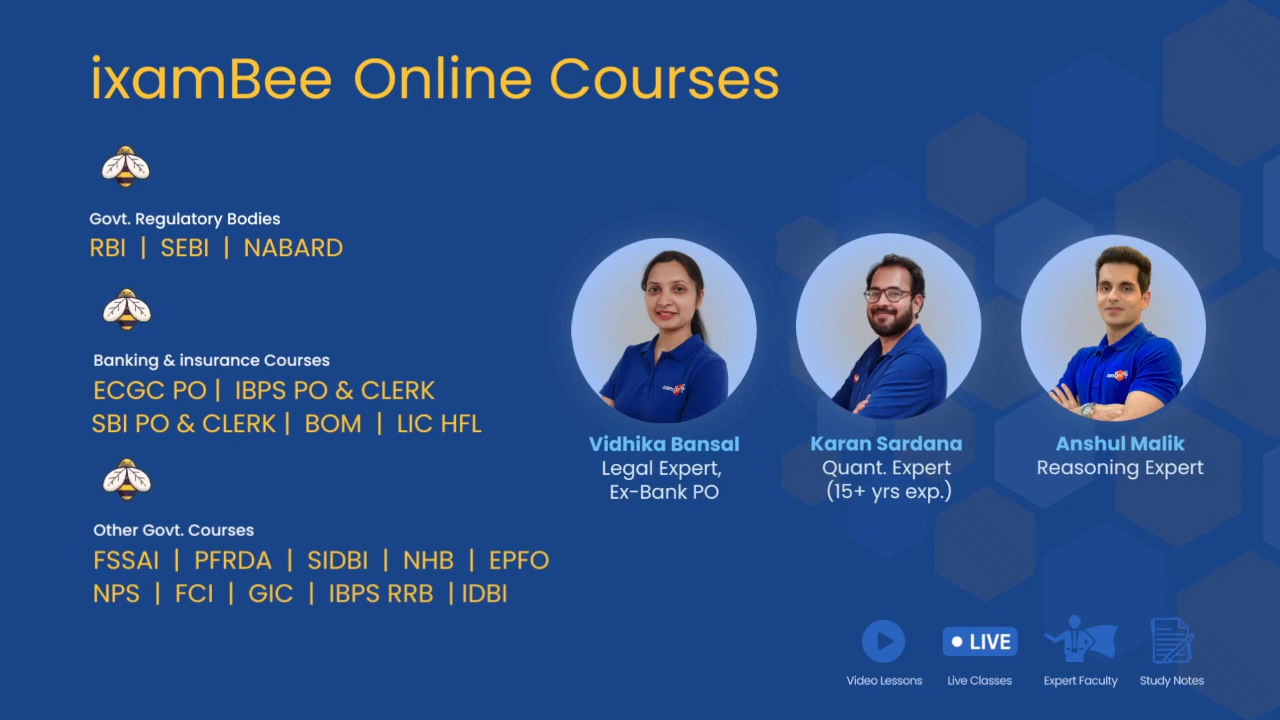 ixamBee Online Courses
Govt. Regulatory Bodies
RBI | SEBI | NABARD
Banking & insurance Courses
ECGC PO | IBPS PO & CLERK
SBI PO & CLERK | BOM | LIC HFL
Other Govt. Courses
FSSAI | PFRDA | SIDBI | NHB | EPFO
NPS | FCI | GIC | IBPS RRB | IDBI
Vidhika Bansal
Legal Expert,
Ex-Bank PO
Karan Sardana
Quant. Expert
(15+ yrs exp.)
Anshul Malik
Reasoning Expert
LIVE
Video Lessons
Live Classes
Expert Faculty
Study Notes